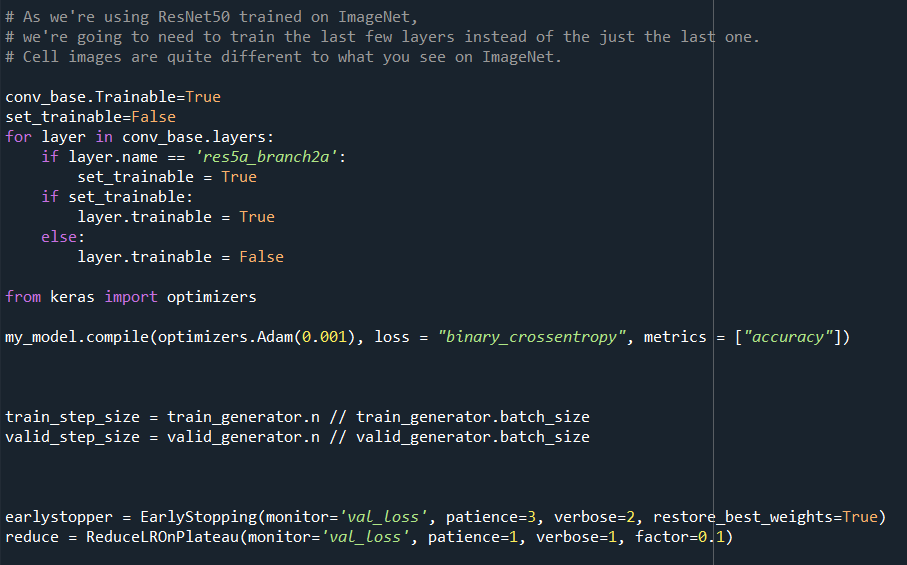 # As we're using ResNet50 trained on ImageNet,
# we're going to need to train the last few layers instead of the just the last one.
# Cell images are quite different to what you see on ImageNet.
conv_base.Trainable=True
set_trainable=False
for layer in conv_base.layers:
    if layer.name == 'res5a_branch2a':
        set_trainable = True
    if set_trainable:
        layer.trainable = True
    else:
        layer.trainable = False
from keras import optimizers
my_model.compile(optimizers.Adam(0.001), loss = "binary_crossentropy", metrics = ["accuracy"])
train_step_size = train_generator.n // train_generator.batch_size
valid_step_size = valid_generator.n // valid_generator.batch_size
earlystopper = EarlyStopping(monitor='val_loss', patience=3, verbose=2, restore_best_weights=True)
reduce = ReduceLROnPlateau(monitor='val_loss', patience=1, verbose=1, factor=0.1)